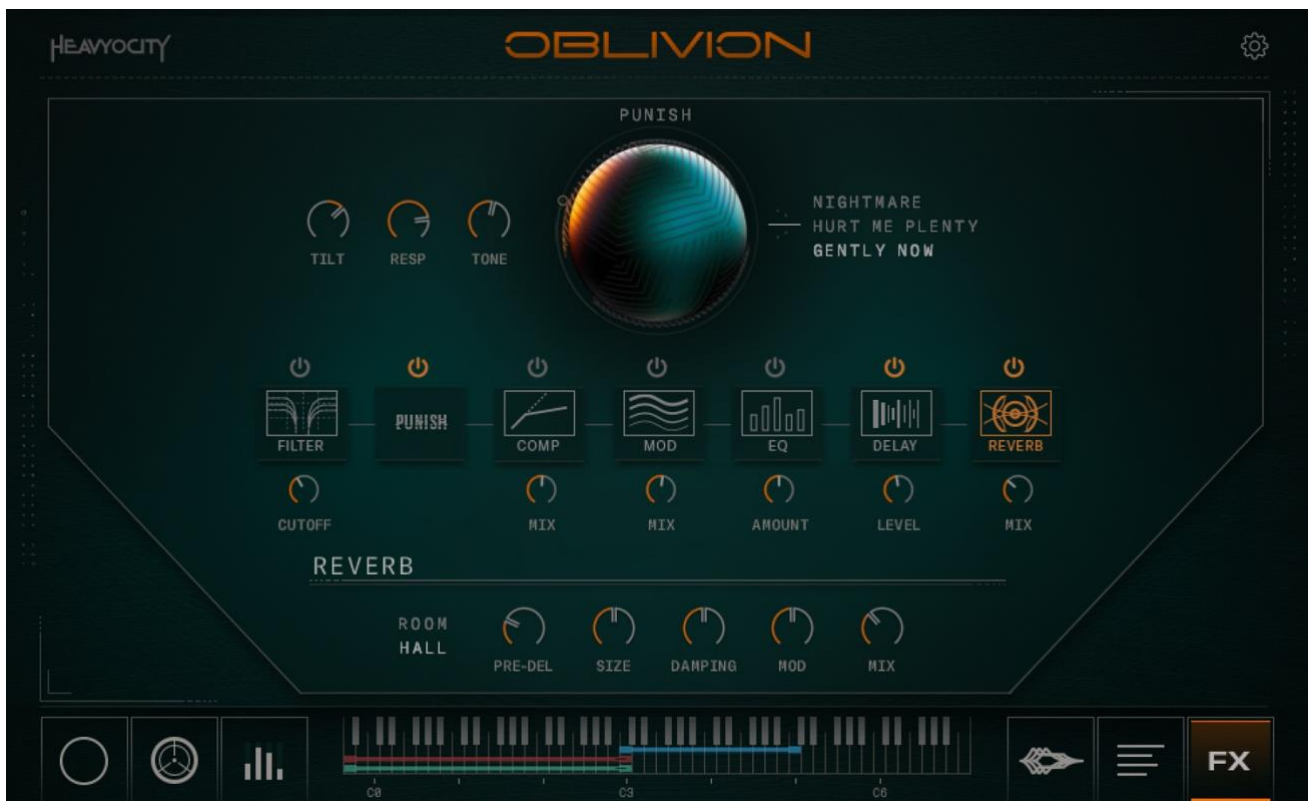 HEAVYOCITY
OBLIVION
PUNISH
NIGHTMARE
HURT ME PLENTY
GENTLY NOW
TILT RESP TONE
PUNISH
FILTER COMP MOD EQ DELAY REVERB
CUTOFF MIX MIX AMOUNT LEVEL MIX
REVERB
ROOM
HALL
PRE-DEL SIZE DAMPING MOD MIX
FX
C0 C3 C6